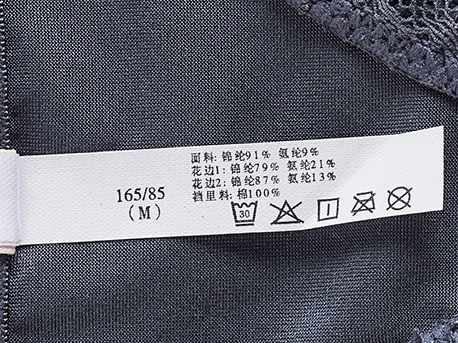 165/85
(M)
面料: 锦纶91% 氨纶9%
花边1: 锦纶79% 氨纶21%
花边2: 锦纶87% 氨纶13%
裆里料: 棉100%
30